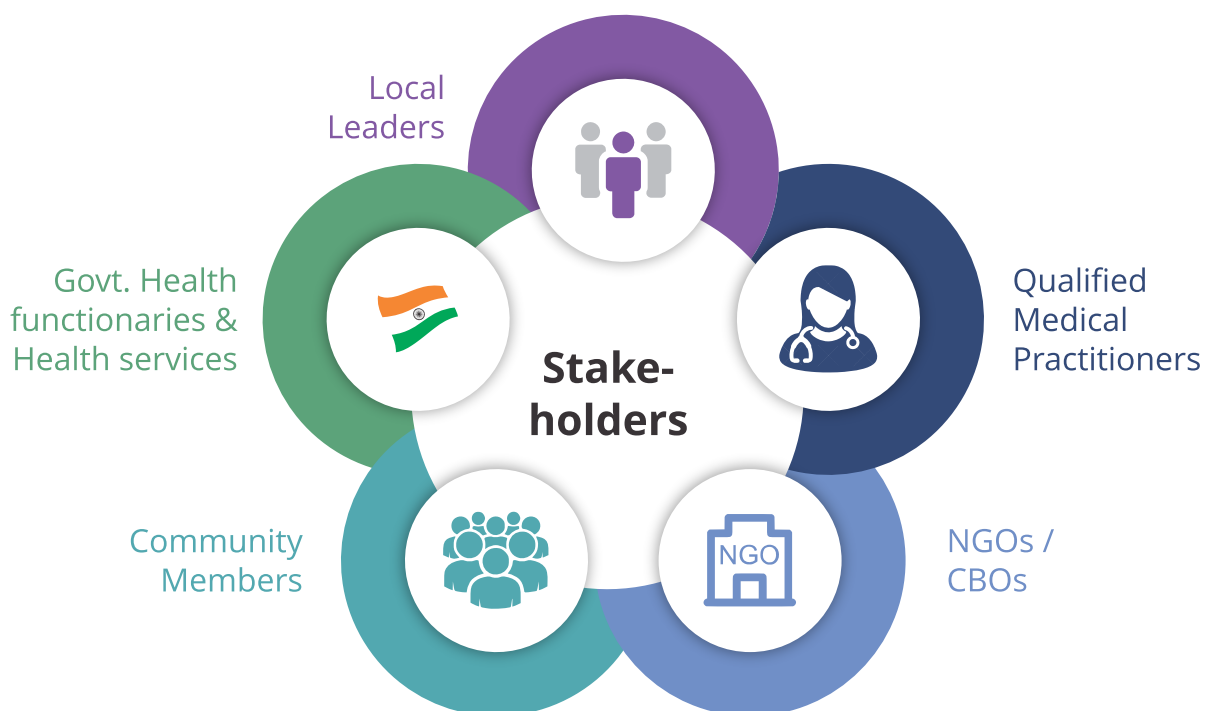 Local
Leaders
Govt. Health
functionaries &
Health services
Qualified
Medical
Practitioners
Stake-
holders
Community
Members
NGO
NGOs /
CBOs